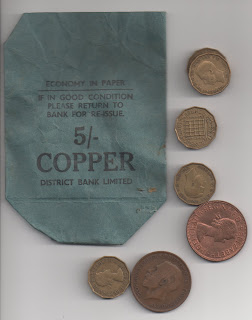 ECONOMY IN PAPER
IF IN GOOD CONDITION
PLEASE RETURN TO
BANK FOR RE-ISSUE.
5/-
COPPER
DISTRICT BANK LIMITED